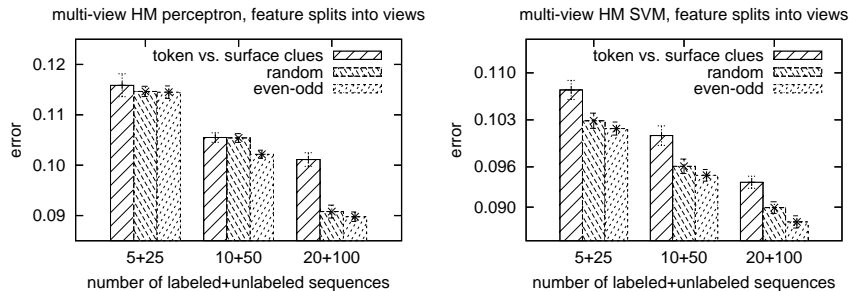 multi-view HM perceptron, feature splits into views
token vs. surface clues
random
even-odd
0.12
0.11
0.10
0.09
error
5+25 10+50 20+100
number of labeled+unlabeled sequences
multi-view HM SVM, feature splits into views
token vs. surface clues
random
even-odd
0.110
0.103
0.096
0.090
error
5+25 10+50 20+100
number of labeled+unlabeled sequences